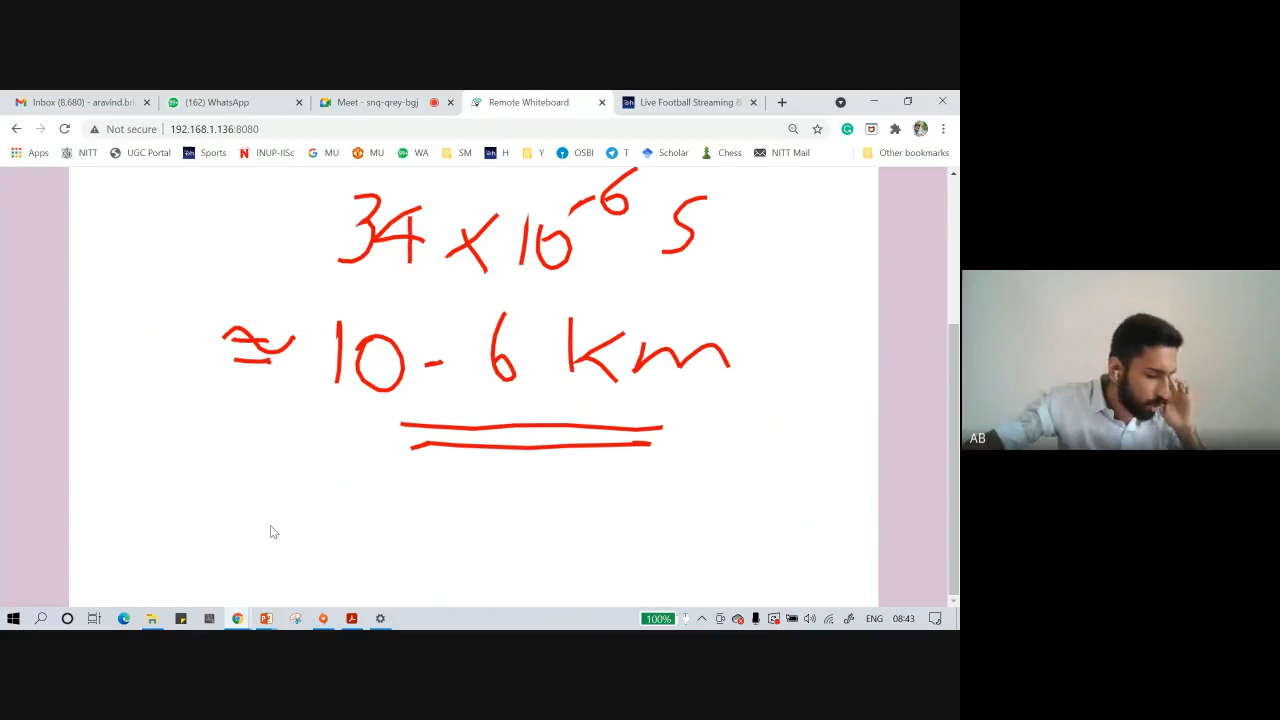 Inbox (8,680) - aravind.bri
(162) WhatsApp
Meet - snq-qrey-bgj
Remote Whiteboard
Live Football Streaming &
Not secure | 192.168.1.136:8080
Apps NITT UGC Portal Sports INUP-IISc MU MU WA SM H Y OSBI T Scholar Chess NITT Mail Other bookmarks
34 x 10-6 s
≈ 10 - 6 km
AB
100% ENG 08:43